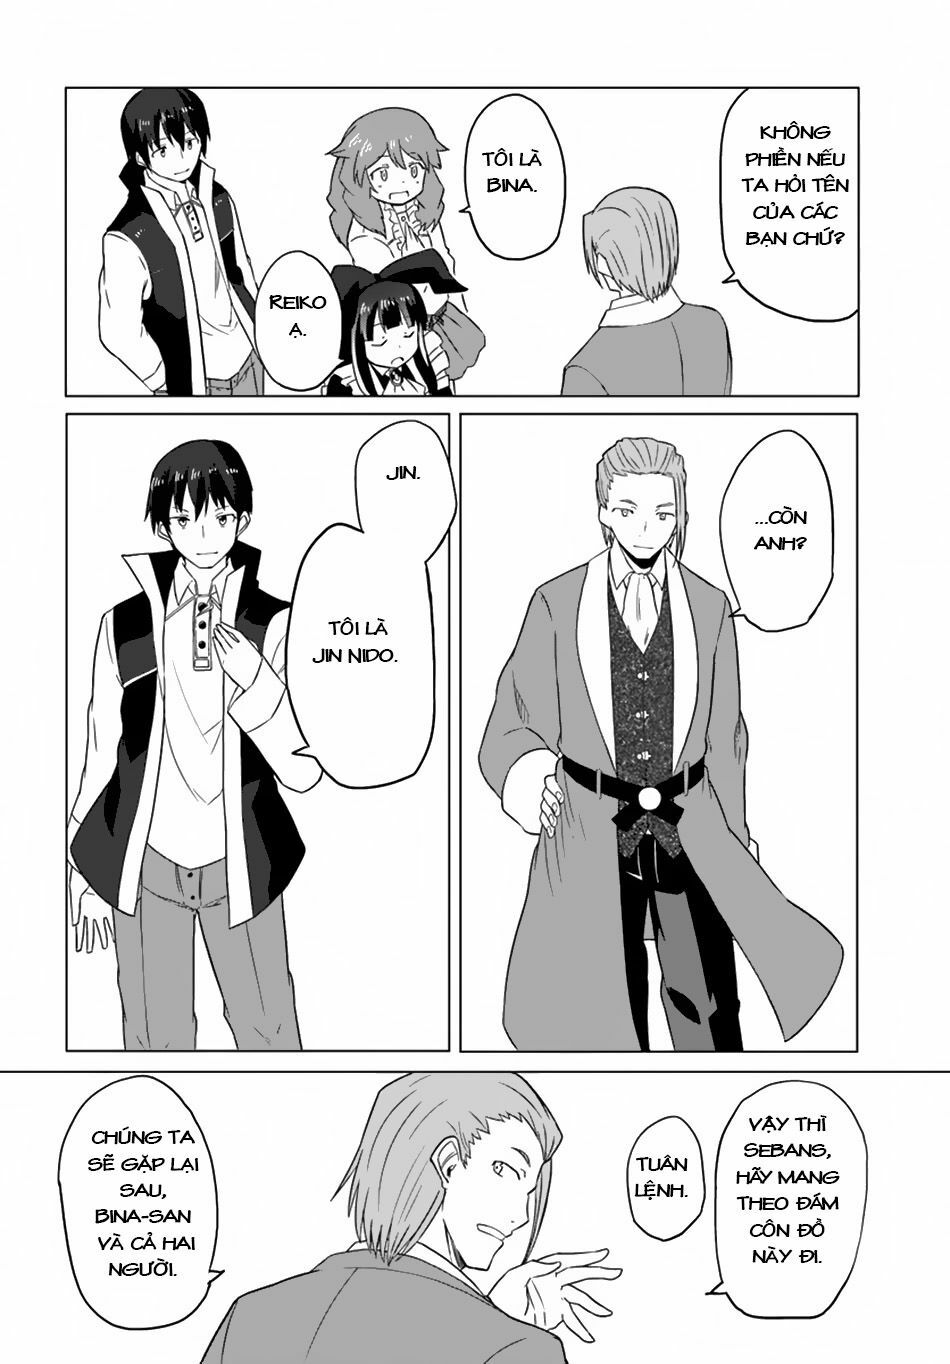 KHÔNG
PHIỀN NẾU
TA HỎI TÊN
CỦA CÁC
BẠN CHỨ?
TÔI LÀ
BINA.
REIKO
Ạ.
...CÒN
ANH?
JIN.
TÔI LÀ
JIN NIDO.
VẬY THÌ
SEBANS,
HÃY MANG
THEO ĐÁM
CÔN ĐỒ
NÀY ĐI.
TUÂN
LỆNH.
CHÚNG TA
SẼ GẶP LẠI
SAU,
BINA-SAN
VÀ CẢ HAI
NGƯỜI.